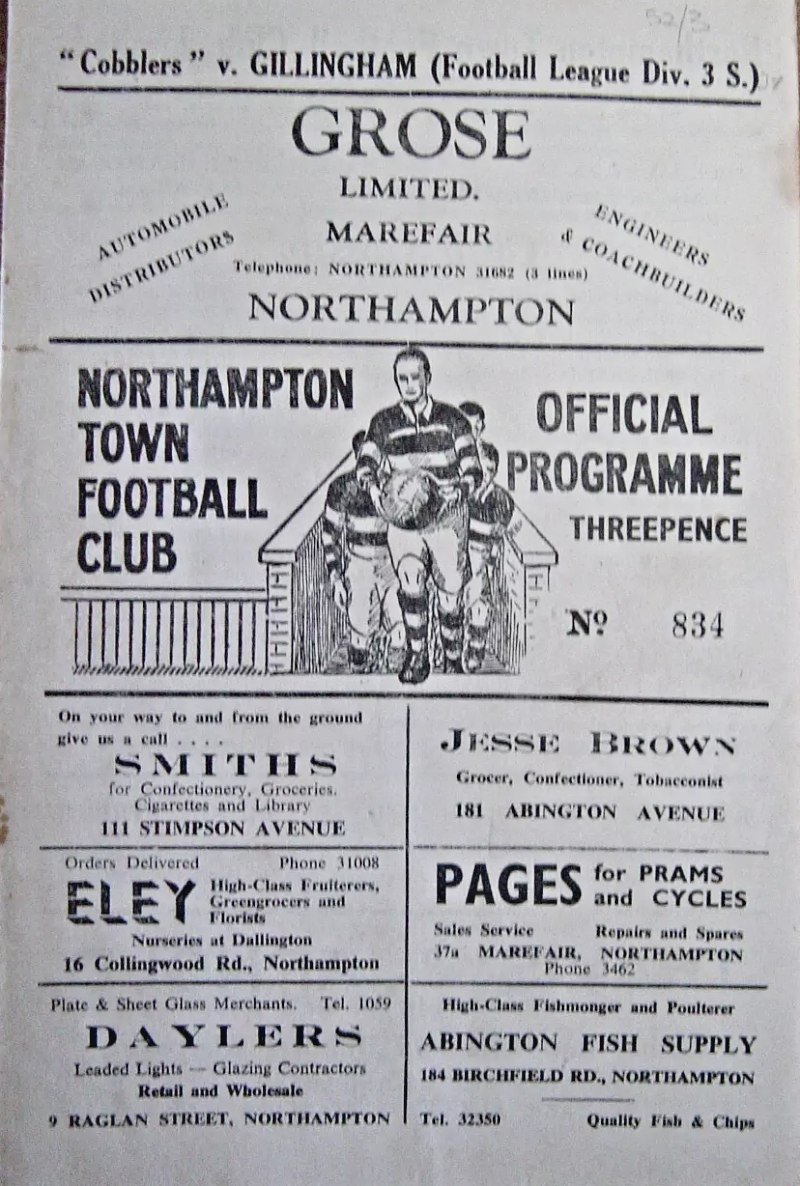 52/3
"Cobblers" v. GILLINGHAM (Football League Div. 3 S.)
GROSE
LIMITED.
MAREFAIR
AUTOMOBILE
DISTRIBUTORS
ENGINEERS
& COACHBUILDERS
Telephone: NORTHAMPTON 31682 (3 lines)
NORTHAMPTON
NORTHAMPTON
TOWN
FOOTBALL
CLUB
OFFICIAL
PROGRAMME
THREEPENCE
Nº 834
On your way to and from the ground
give us a call . . . .
SMITHS
for Confectionery, Groceries.
Cigarettes and Library
111 STIMPSON AVENUE
JESSE BROWN
Grocer, Confectioner, Tobacconist
181 ABINGTON AVENUE
Orders Delivered Phone 31008
ELEY
High-Class Fruiterers,
Greengrocers and
Florists
Nurseries at Dallington
16 Collingwood Rd., Northampton
PAGES for PRAMS
and CYCLES
Sales Service Repairs and Spares
37a MAREFAIR, NORTHAMPTON
Phone 3462
Plate & Sheet Glass Merchants. Tel. 1059
DAYLERS
Leaded Lights — Glazing Contractors
Retail and Wholesale
9 RAGLAN STREET, NORTHAMPTON
High-Class Fishmonger and Poulterer
ABINGTON FISH SUPPLY
184 BIRCHFIELD RD., NORTHAMPTON
Tel. 32350 Quality Fish & Chips